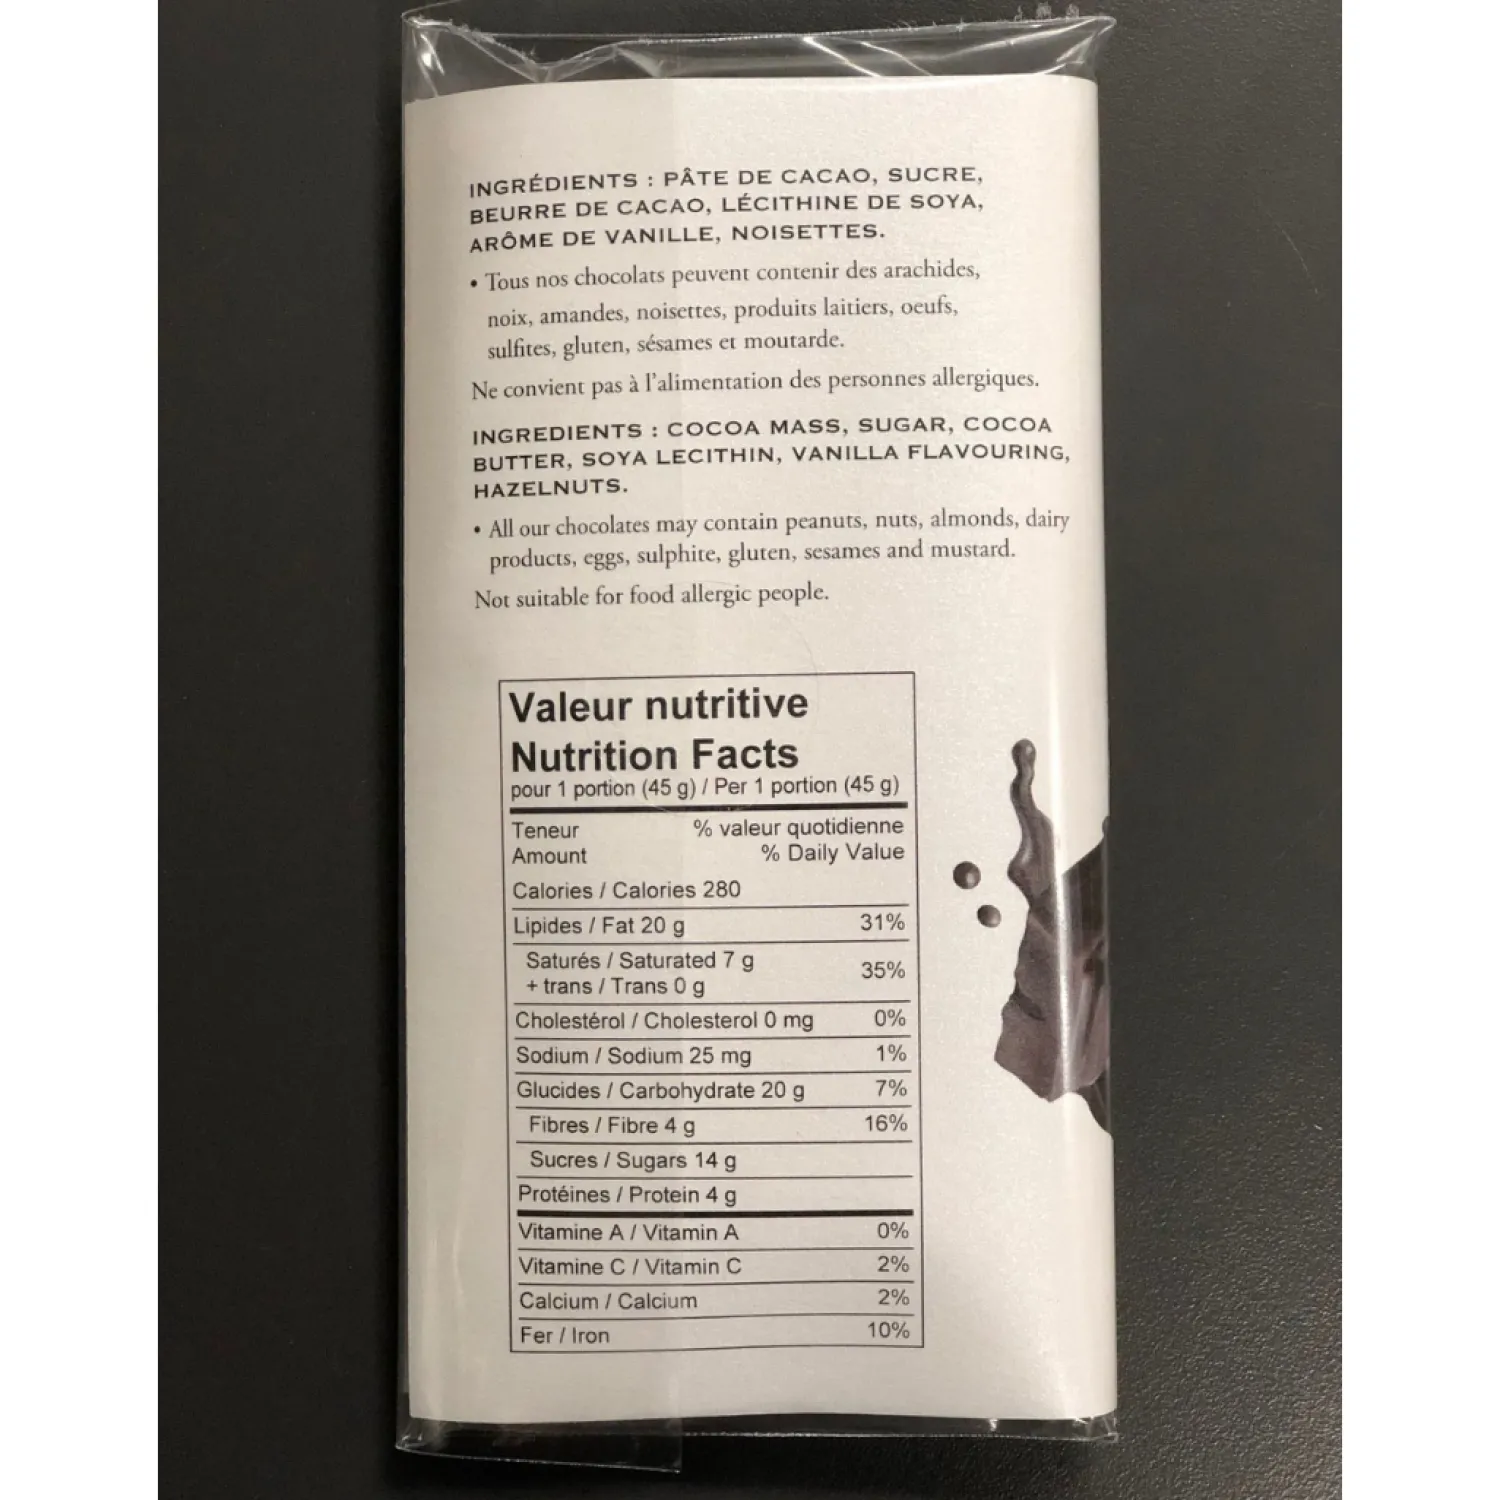 INGRÉDIENTS : PÂTE DE CACAO, SUCRE,
BEURRE DE CACAO, LÉCITHINE DE SOYA,
ARÔME DE VANILLE, NOISETTES.
• Tous nos chocolats peuvent contenir des arachides,
noix, amandes, noisettes, produits laitiers, oeufs,
sulfites, gluten, sésames et moutarde.
Ne convient pas à l'alimentation des personnes allergiques.
INGREDIENTS : COCOA MASS, SUGAR, COCOA
BUTTER, SOYA LECITHIN, VANILLA FLAVOURING,
HAZELNUTS.
• All our chocolates may contain peanuts, nuts, almonds, dairy
products, eggs, sulphite, gluten, sesames and mustard.
Not suitable for food allergic people.
Valeur nutritive
Nutrition Facts
pour 1 portion (45 g) / Per 1 portion (45 g)
Teneur % valeur quotidienne
Amount % Daily Value
Calories / Calories 280
Lipides / Fat 20 g 31%
Saturés / Saturated 7 g
+ trans / Trans 0 g 35%
Cholestérol / Cholesterol 0 mg 0%
Sodium / Sodium 25 mg 1%
Glucides / Carbohydrate 20 g 7%
Fibres / Fibre 4 g 16%
Sucres / Sugars 14 g
Protéines / Protein 4 g
Vitamine A / Vitamin A 0%
Vitamine C / Vitamin C 2%
Calcium / Calcium 2%
Fer / Iron 10%